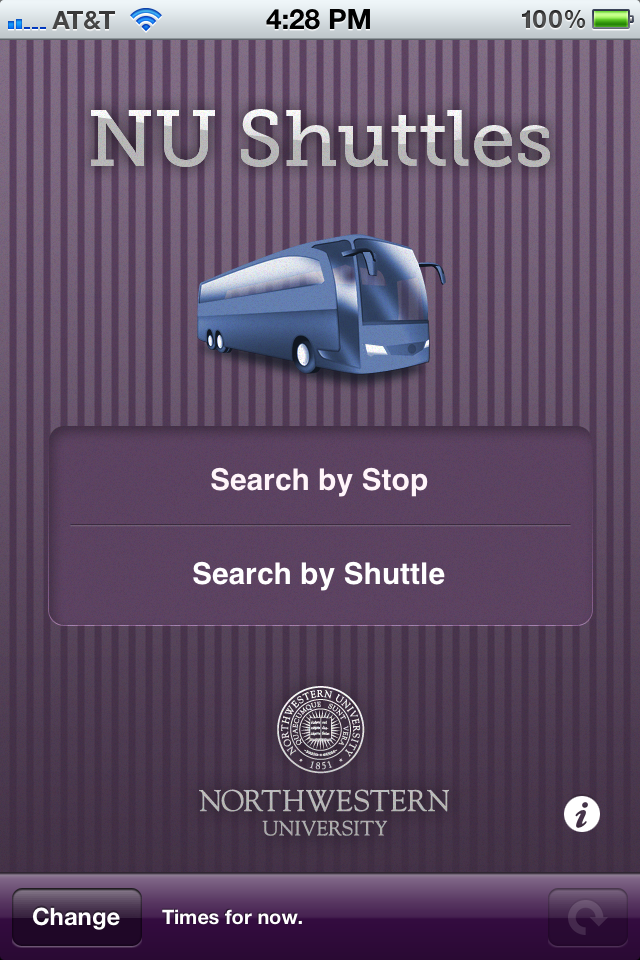 AT&T 4:28 PM 100%
NU Shuttles
Search by Stop
Search by Shuttle
NORTHWESTERN UNIVERSITY
QUAECUMQUE SUNT VERA
1851
NORTHWESTERN
UNIVERSITY
i
Change Times for now.